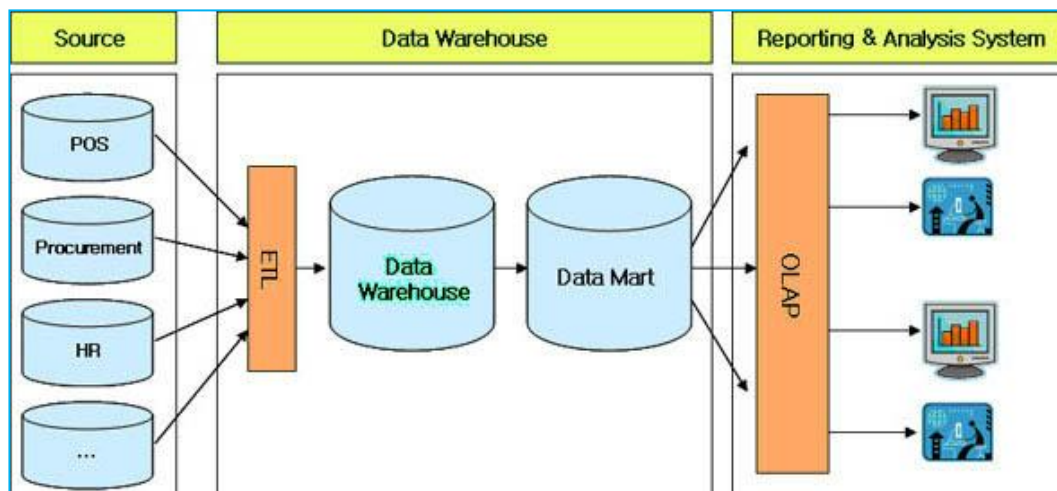 Source
Data Warehouse
Reporting & Analysis System
POS
Procurement
HR
...
ETL
Data
Warehouse
Data Mart
OLAP